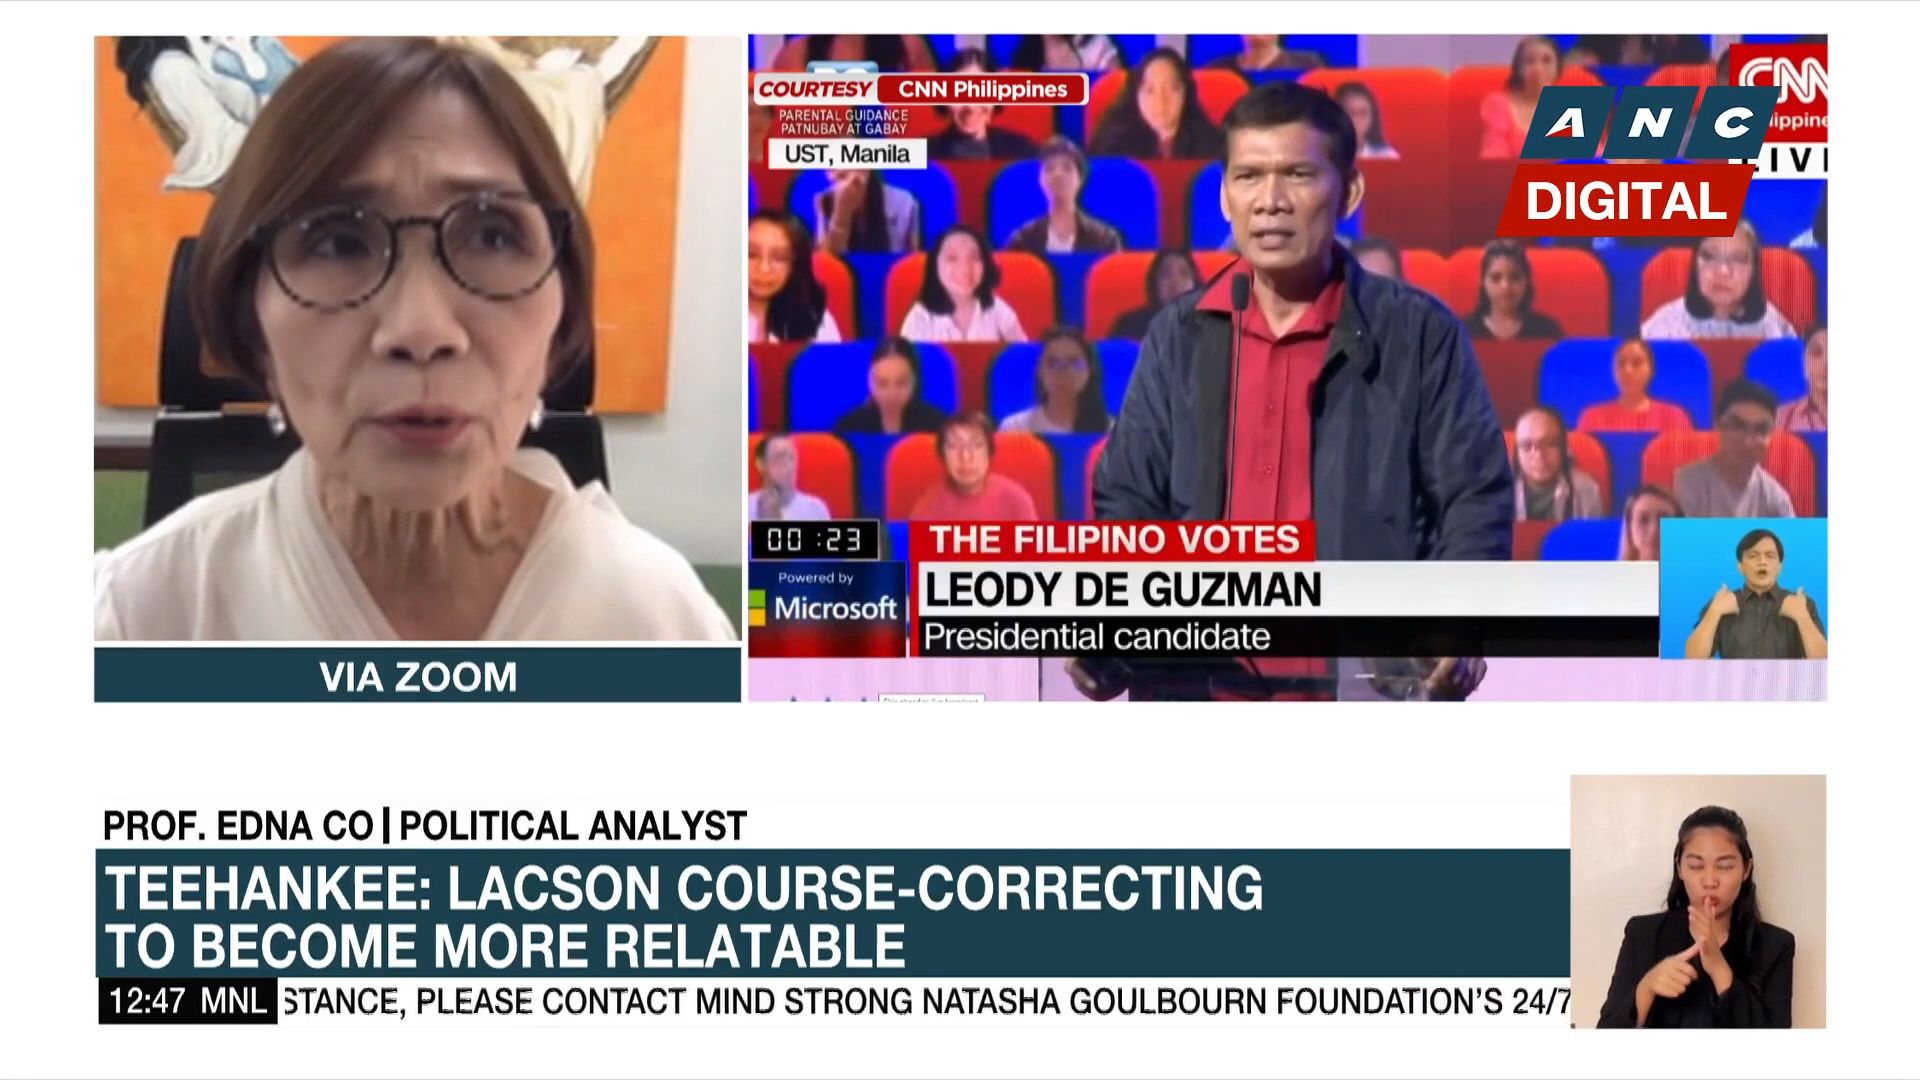 COURTESY CNN Philippines
PARENTAL GUIDANCE
PATNUBAY AT GABAY
UST, Manila
CNN
ANC
DIGITAL
00:23
THE FILIPINO VOTES
Powered by
Microsoft
LEODY DE GUZMAN
Presidential candidate
VIA ZOOM
PROF. EDNA CO | POLITICAL ANALYST
TEEHANKEE: LACSON COURSE-CORRECTING
TO BECOME MORE RELATABLE
12:47 MNL STANCE, PLEASE CONTACT MIND STRONG NATASHA GOULBOURN FOUNDATION'S 24/7